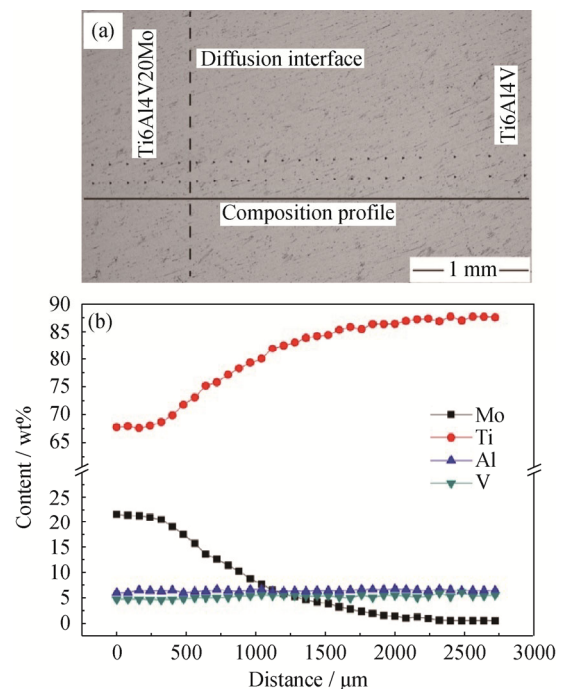 (a)
Ti6Al4V20Mo
Diffusion interface
Ti6Al4V
Composition profile
1 mm
(b)
90
85
80
75
70
65
25
20
15
10
5
0
Content / wt%
Mo
Ti
Al
V
0 500 1000 1500 2000 2500 3000
Distance / μm